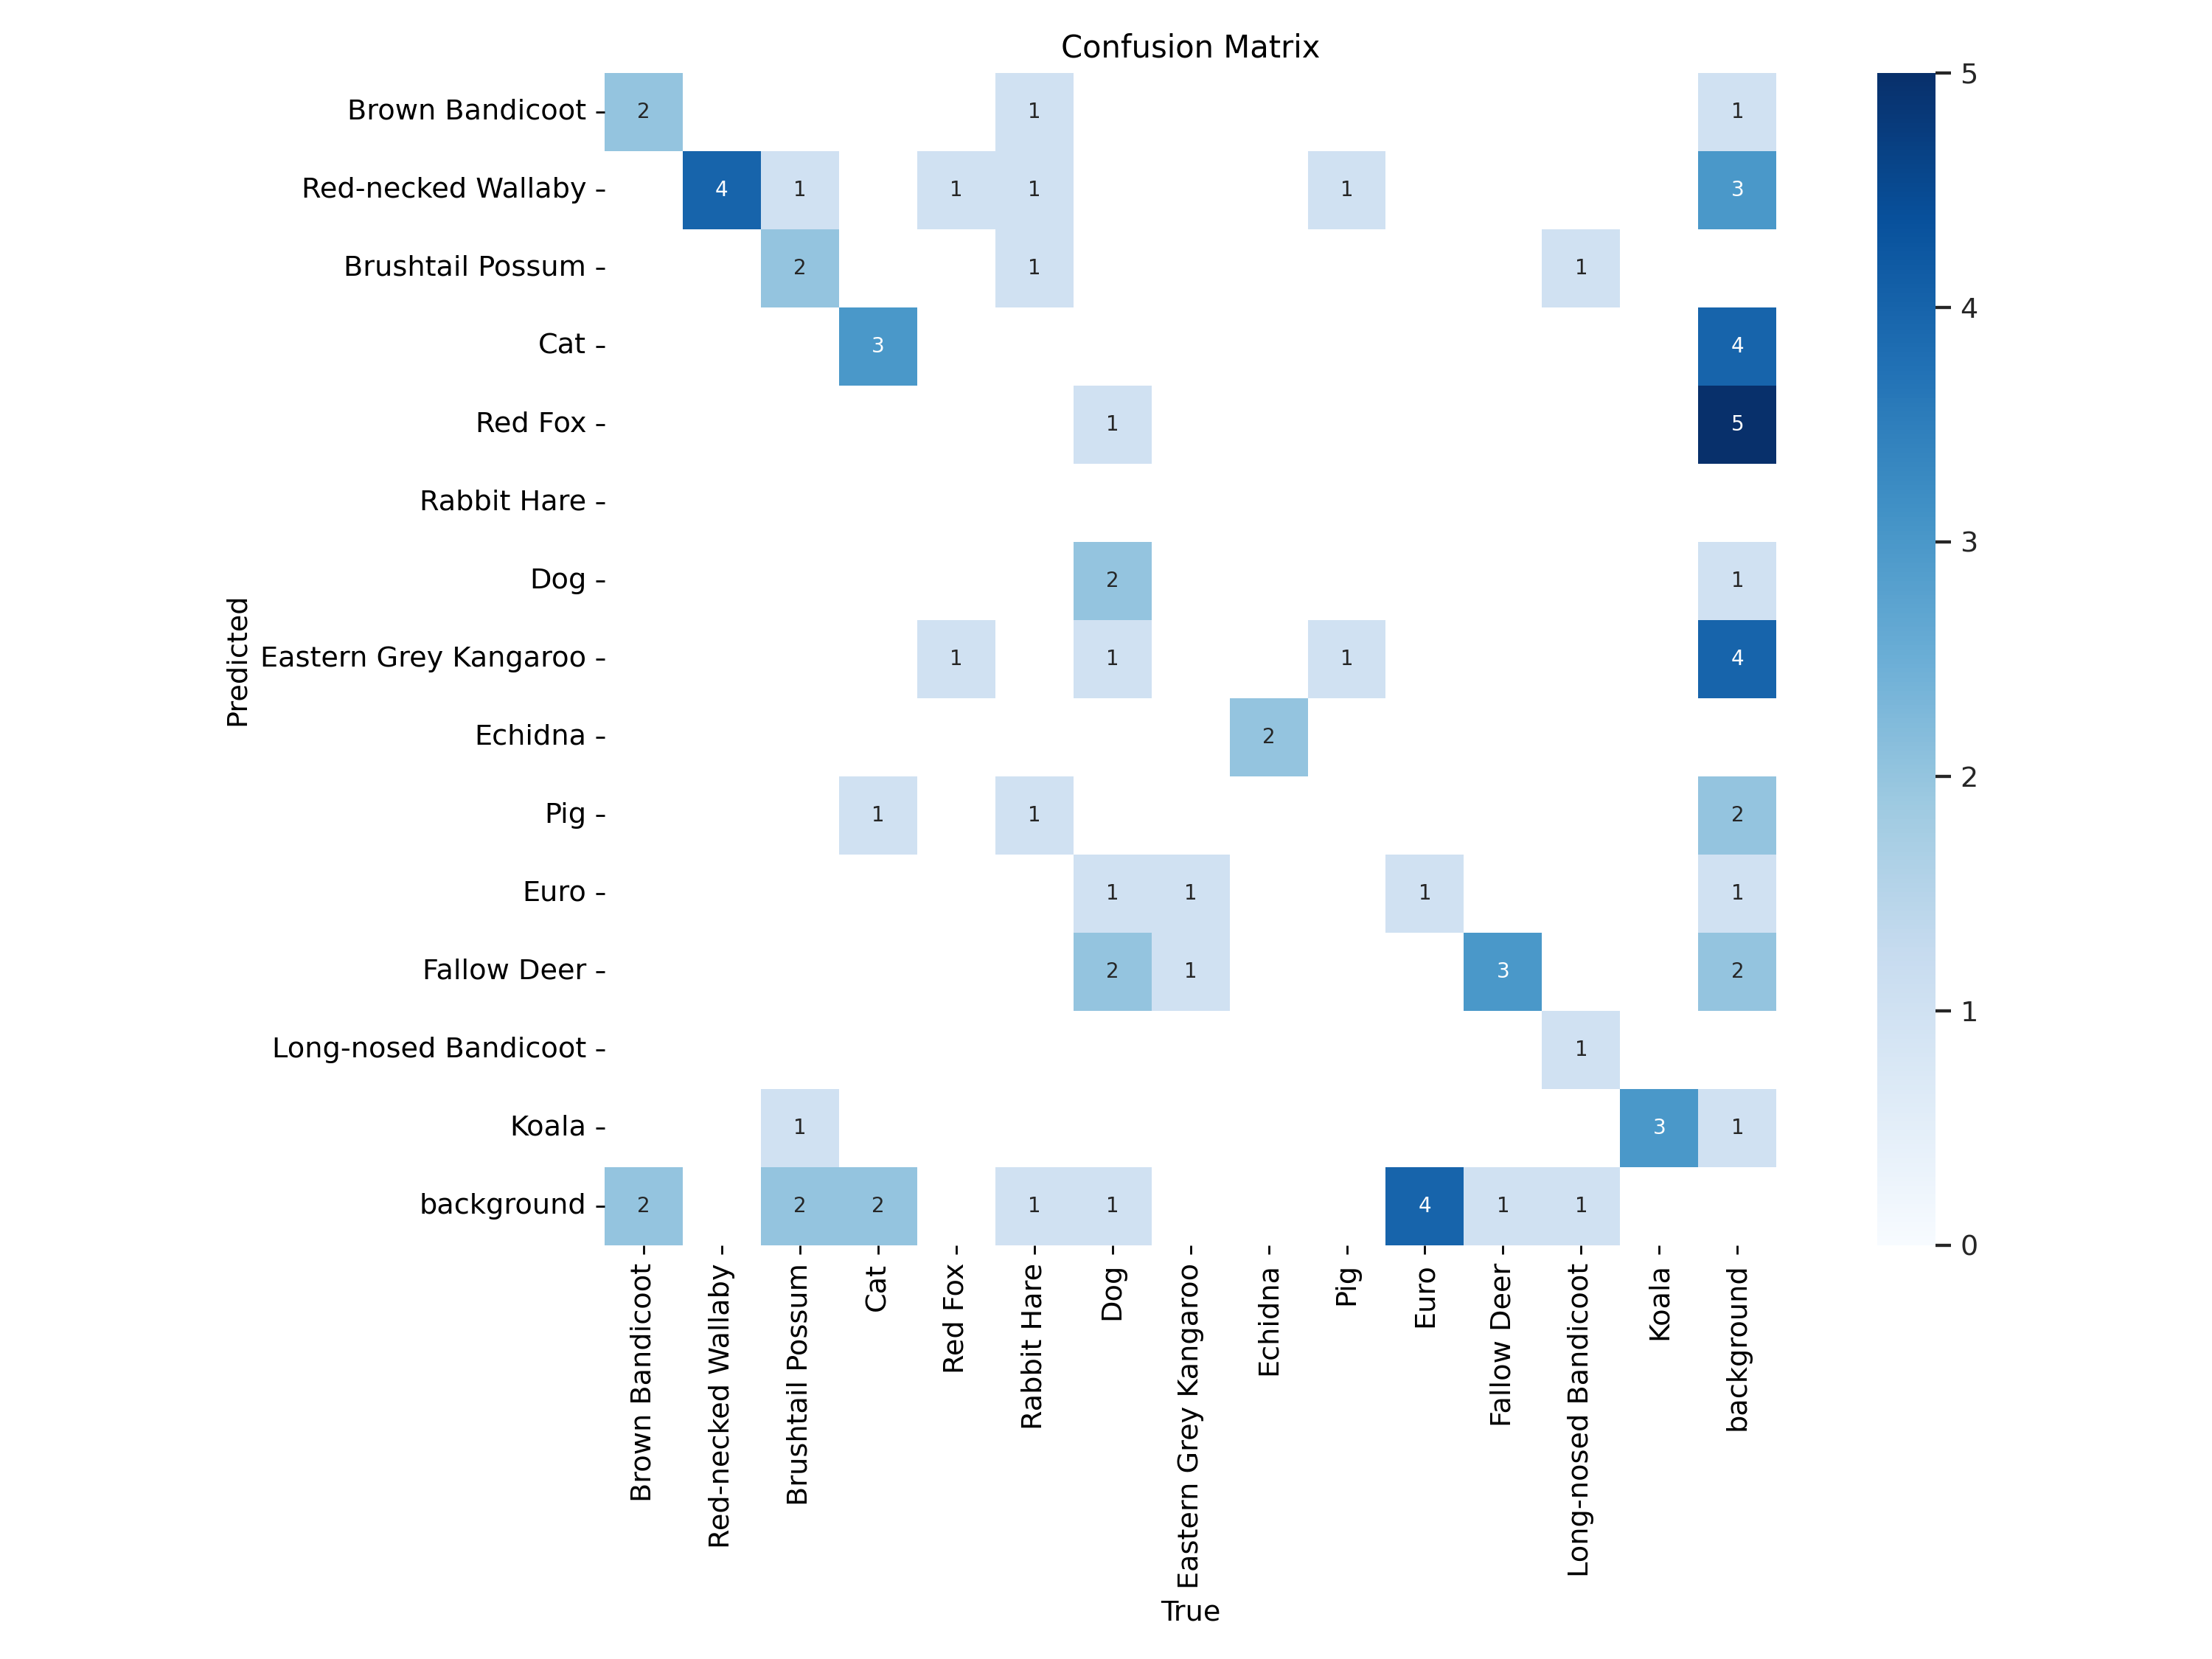 Confusion Matrix
Brown Bandicoot 2 1 1
Red-necked Wallaby 4 1 1 1 1 3
Brushtail Possum 2 1 1
Cat 3 4
Red Fox 1 5
Rabbit Hare
Dog 2 1
Eastern Grey Kangaroo 1 1 1 4
Echidna 2
Pig 1 1 2
Euro 1 1 1 1
Fallow Deer 2 1 3 2
Long-nosed Bandicoot 1
Koala 1 3 1
background 2 2 2 1 1 4 1 1
Predicted
Brown Bandicoot
Red-necked Wallaby
Brushtail Possum
Cat
Red Fox
Rabbit Hare
Dog
Eastern Grey Kangaroo
Echidna
Pig
Euro
Fallow Deer
Long-nosed Bandicoot
Koala
background
True
5
4
3
2
1
0